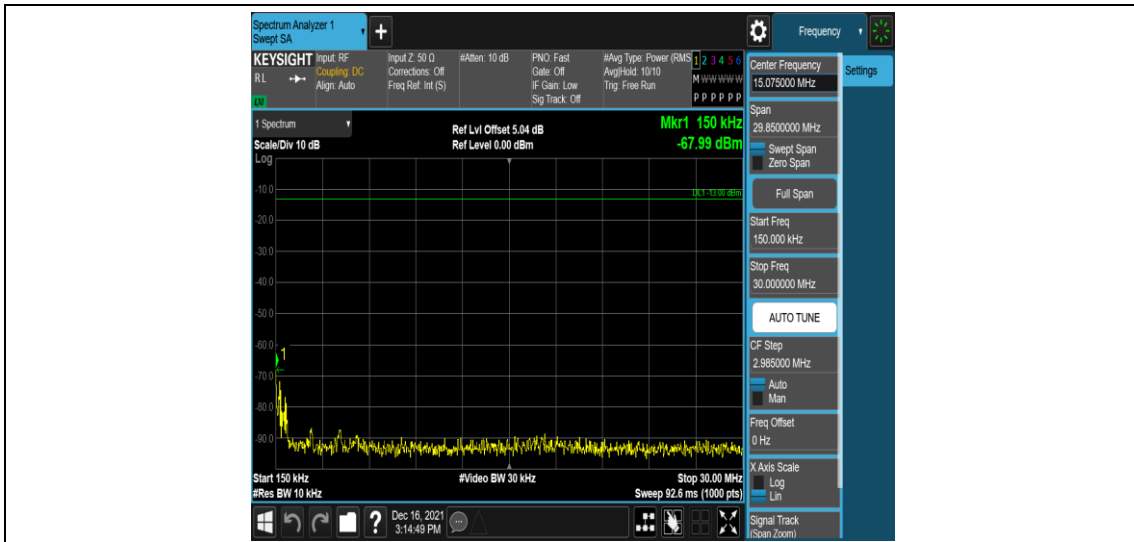 Spectrum Analyzer 1
Swept SA
+
Frequency
KEYSIGHT
RL
LXI
Input: RF
Coupling: DC
Align: Auto
Input Z: 50 Ω
Corrections: Off
Freq Ref: Int (S)
#Atten: 10 dB
PNO: Fast
Gate: Off
IF Gain: Low
Sig Track: Off
#Avg Type: Power (RMS
Avg|Hold: 10/10
Trig: Free Run
1 2 3 4 5 6
M W W W W W
P P P P P P
1 Spectrum
Scale/Div 10 dB
Log
Ref Lvl Offset 5.04 dB
Ref Level 0.00 dBm
Mkr1 150 kHz
-67.99 dBm
DL1 -13.00 dBm
-10.0
-20.0
-30.0
-40.0
-50.0
-60.0
1
-70.0
-80.0
-90.0
Start 150 kHz
#Res BW 10 kHz
#Video BW 30 kHz
Stop 30.00 MHz
Sweep 92.6 ms (1000 pts)
Center Frequency
15.075000 MHz
Settings
Span
29.8500000 MHz
Swept Span
Zero Span
Full Span
Start Freq
150.000 kHz
Stop Freq
30.000000 MHz
AUTO TUNE
CF Step
2.985000 MHz
Auto
Man
Freq Offset
0 Hz
X Axis Scale
Log
Lin
Signal Track
(Span Zoom)
?
Dec 16, 2021
3:14:49 PM